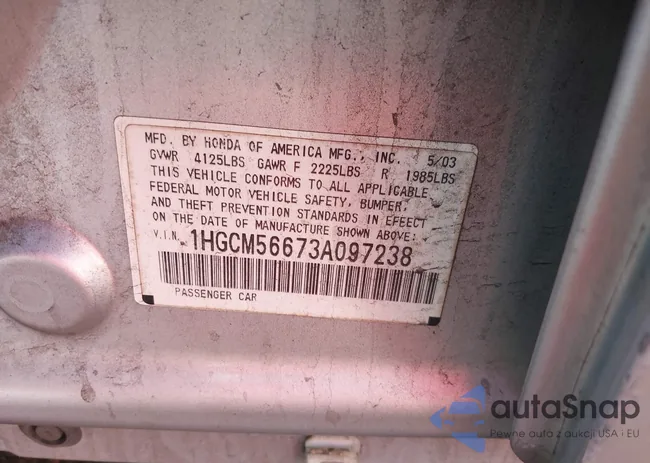 MFD. BY HONDA OF AMERICA MFG., INC. 5/03
GVWR 4125LBS GAWR F 2225LBS R 1985LBS
THIS VEHICLE CONFORMS TO ALL APPLICABLE
FEDERAL MOTOR VEHICLE SAFETY, BUMPER,
AND THEFT PREVENTION STANDARDS IN EFFECT
ON THE DATE OF MANUFACTURE SHOWN ABOVE:
V.I.N. 1HGCM56673A097238
PASSENGER CAR
autaSnap
Pewne auto z aukcji USA i EU